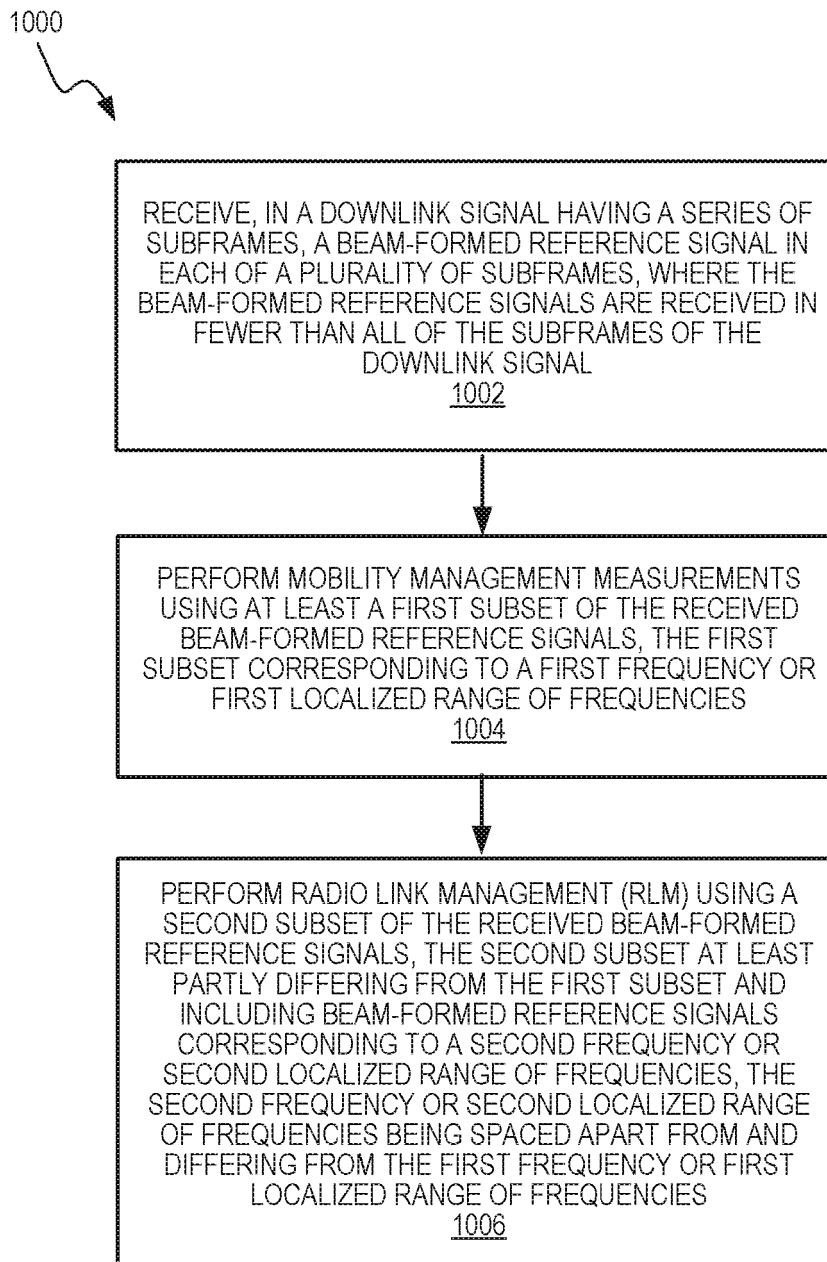 1000
RECEIVE, IN A DOWNLINK SIGNAL HAVING A SERIES OF
SUBFRAMES, A BEAM-FORMED REFERENCE SIGNAL IN
EACH OF A PLURALITY OF SUBFRAMES, WHERE THE
BEAM-FORMED REFERENCE SIGNALS ARE RECEIVED IN
FEWER THAN ALL OF THE SUBFRAMES OF THE
DOWNLINK SIGNAL
1002
PERFORM MOBILITY MANAGEMENT MEASUREMENTS
USING AT LEAST A FIRST SUBSET OF THE RECEIVED
BEAM-FORMED REFERENCE SIGNALS, THE FIRST
SUBSET CORRESPONDING TO A FIRST FREQUENCY OR
FIRST LOCALIZED RANGE OF FREQUENCIES
1004
PERFORM RADIO LINK MANAGEMENT (RLM) USING A
SECOND SUBSET OF THE RECEIVED BEAM-FORMED
REFERENCE SIGNALS, THE SECOND SUBSET AT LEAST
PARTLY DIFFERING FROM THE FIRST SUBSET AND
INCLUDING BEAM-FORMED REFERENCE SIGNALS
CORRESPONDING TO A SECOND FREQUENCY OR
SECOND LOCALIZED RANGE OF FREQUENCIES, THE
SECOND FREQUENCY OR SECOND LOCALIZED RANGE
OF FREQUENCIES BEING SPACED APART FROM AND
DIFFERING FROM THE FIRST FREQUENCY OR FIRST
LOCALIZED RANGE OF FREQUENCIES
1006